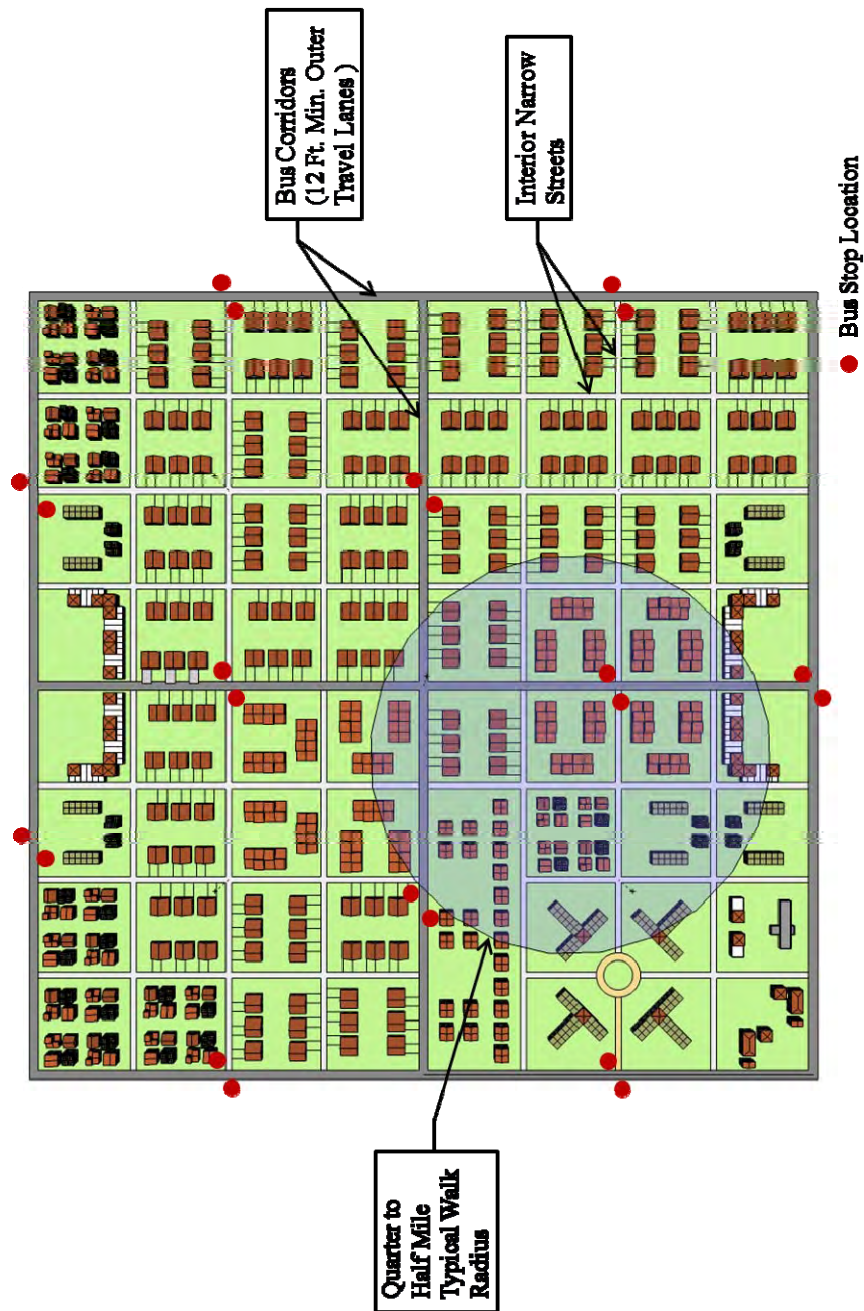 Bus Corridors
(12 Ft. Min. Outer
Travel Lanes )
Interior Narrow
Streets
Quarter to
Half Mile
Typical Walk
Radius
Bus Stop Location